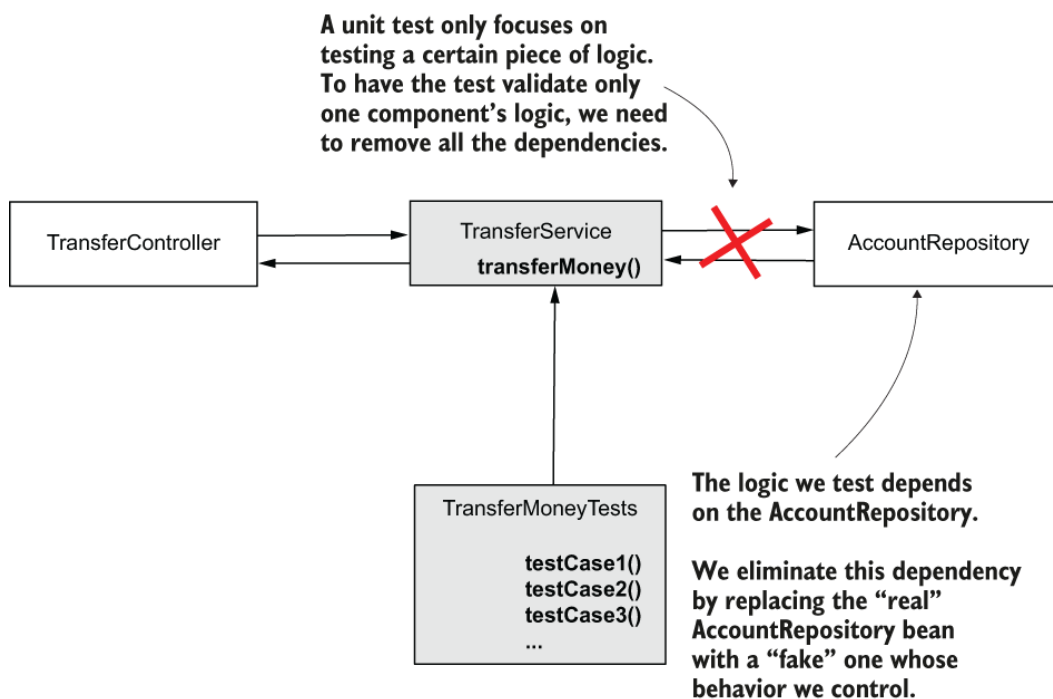 A unit test only focuses on
testing a certain piece of logic.
To have the test validate only
one component’s logic, we need
to remove all the dependencies.
TransferController
TransferService
transferMoney()
AccountRepository
TransferMoneyTests
testCase1()
testCase2()
testCase3()
...
The logic we test depends
on the AccountRepository.
We eliminate this dependency
by replacing the “real”
AccountRepository bean
with a “fake” one whose
behavior we control.